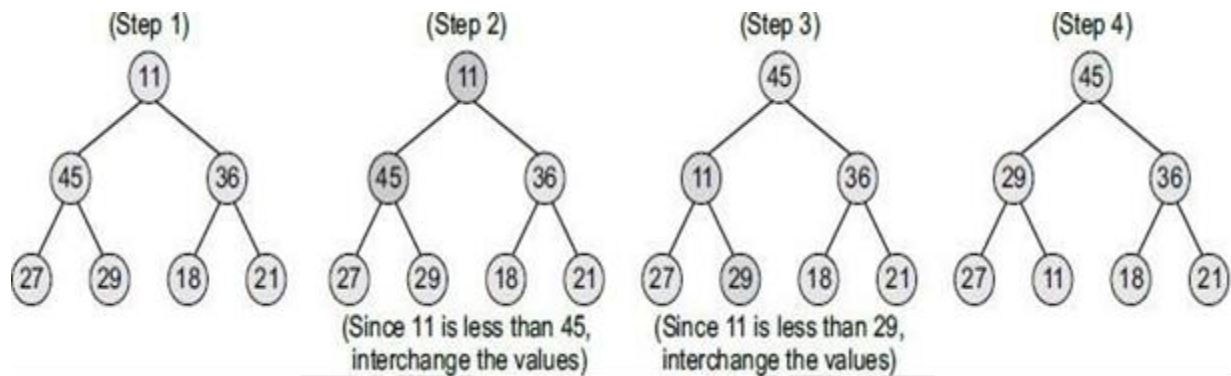 (Step 1) (Step 2) (Step 3) (Step 4)
11 11 45 45
45 36 45 36 11 36 29 36
27 29 18 21 27 29 18 21 27 29 18 21 27 11 18 21
(Since 11 is less than 45, (Since 11 is less than 29,
interchange the values) interchange the values)